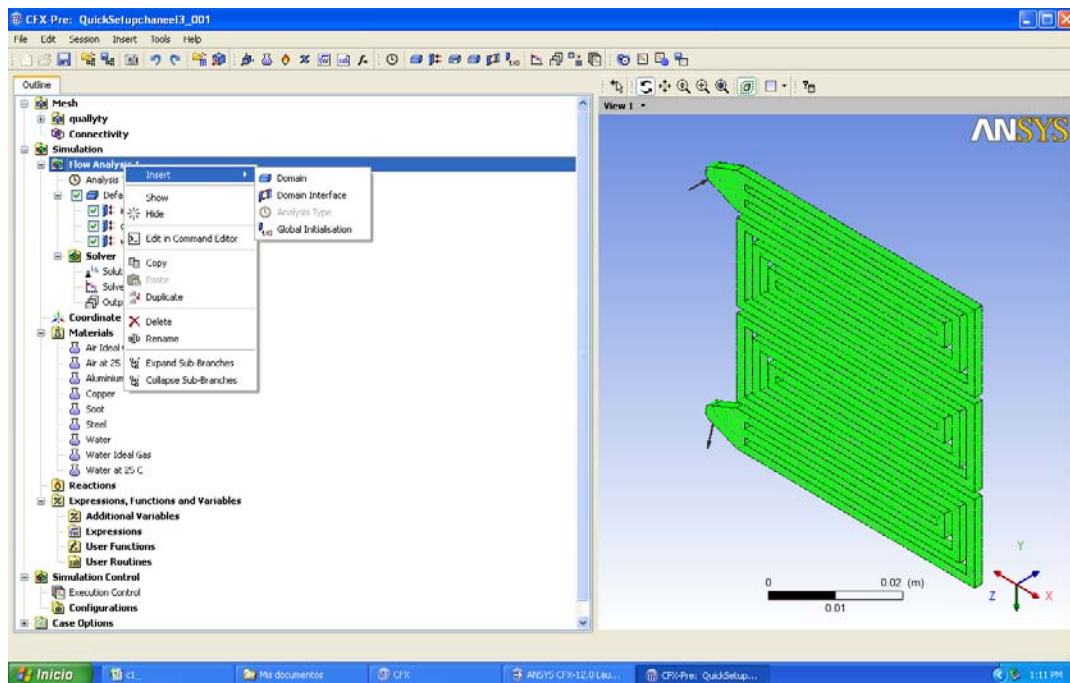 CFX-Pre: QuickSetupchaneel3_001
File Edit Session Insert Tools Help
Outline
Mesh
quallyty
Connectivity
Simulation
Flow Analysis 1
Analysis
Defa
Solver
Solut
Solve
Outp
Coordinate
Materials
Air Ideal
Air at 25
Aluminium
Copper
Soot
Steel
Water
Water Ideal Gas
Water at 25 C
Reactions
Expressions, Functions and Variables
Additional Variables
Expressions
User Functions
User Routines
Simulation Control
Execution Control
Configurations
Case Options
Insert
Show
Hide
Edit in Command Editor
Copy
Paste
Duplicate
Delete
Rename
Expand Sub-Branches
Collapse Sub-Branches
Domain
Domain Interface
Analysis Type
Global Initialisation
View 1
ANSYS
0 0.02 (m)
0.01
Y
Z X
Inicio c1_ Mis documentos CFX ANSYS CFX-12.0 Lau... CFX-Pre: QuickSetup... 1:11 PM